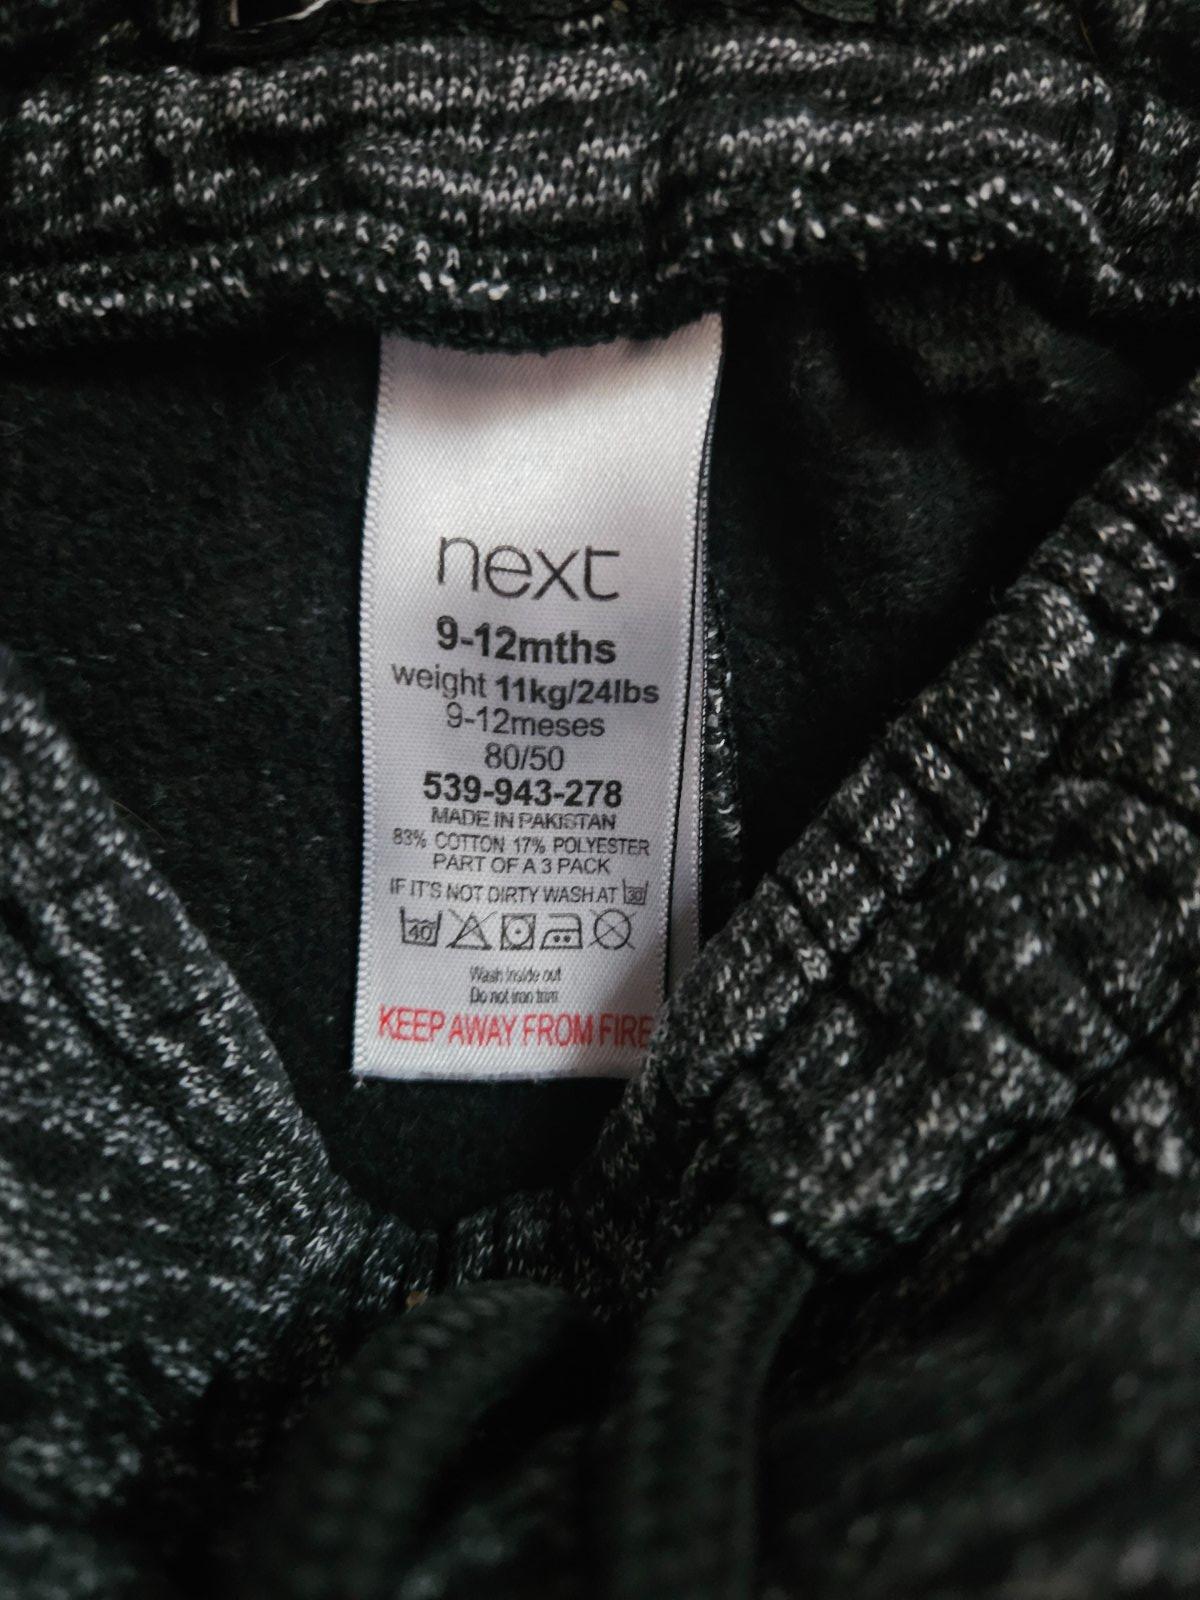 next
9-12mths
weight 11kg/24lbs
9-12meses
80/50
539-943-278
MADE IN PAKISTAN
83% COTTON 17% POLYESTER
PART OF A 3 PACK
IF IT'S NOT DIRTY WASH AT 30
40
Wash inside out
Do not iron trim
KEEP AWAY FROM FIRE